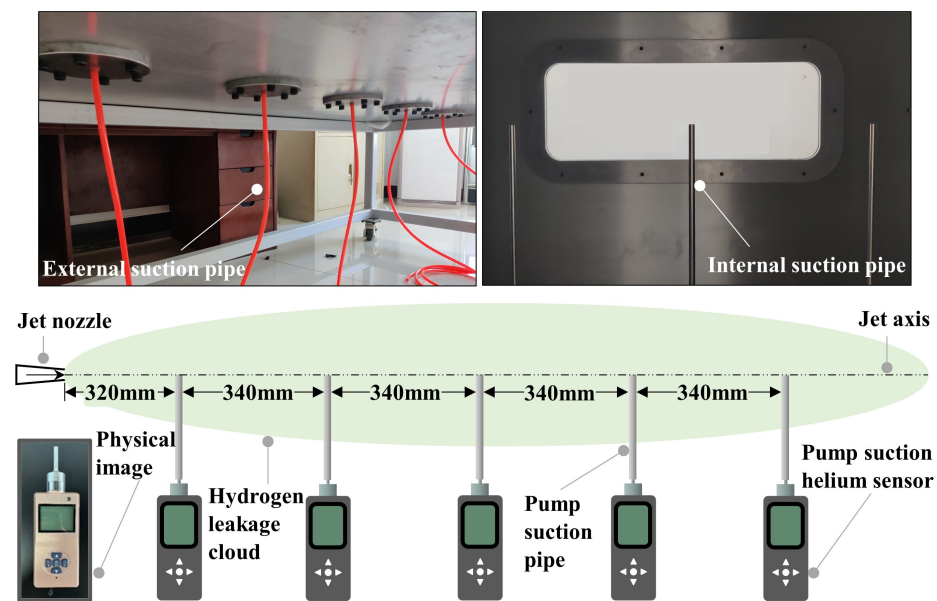 External suction pipe
Internal suction pipe
Jet nozzle
Jet axis
320mm
340mm
340mm
340mm
340mm
Physical
image
Hydrogen
leakage
cloud
Pump
suction
pipe
Pump suction
helium sensor